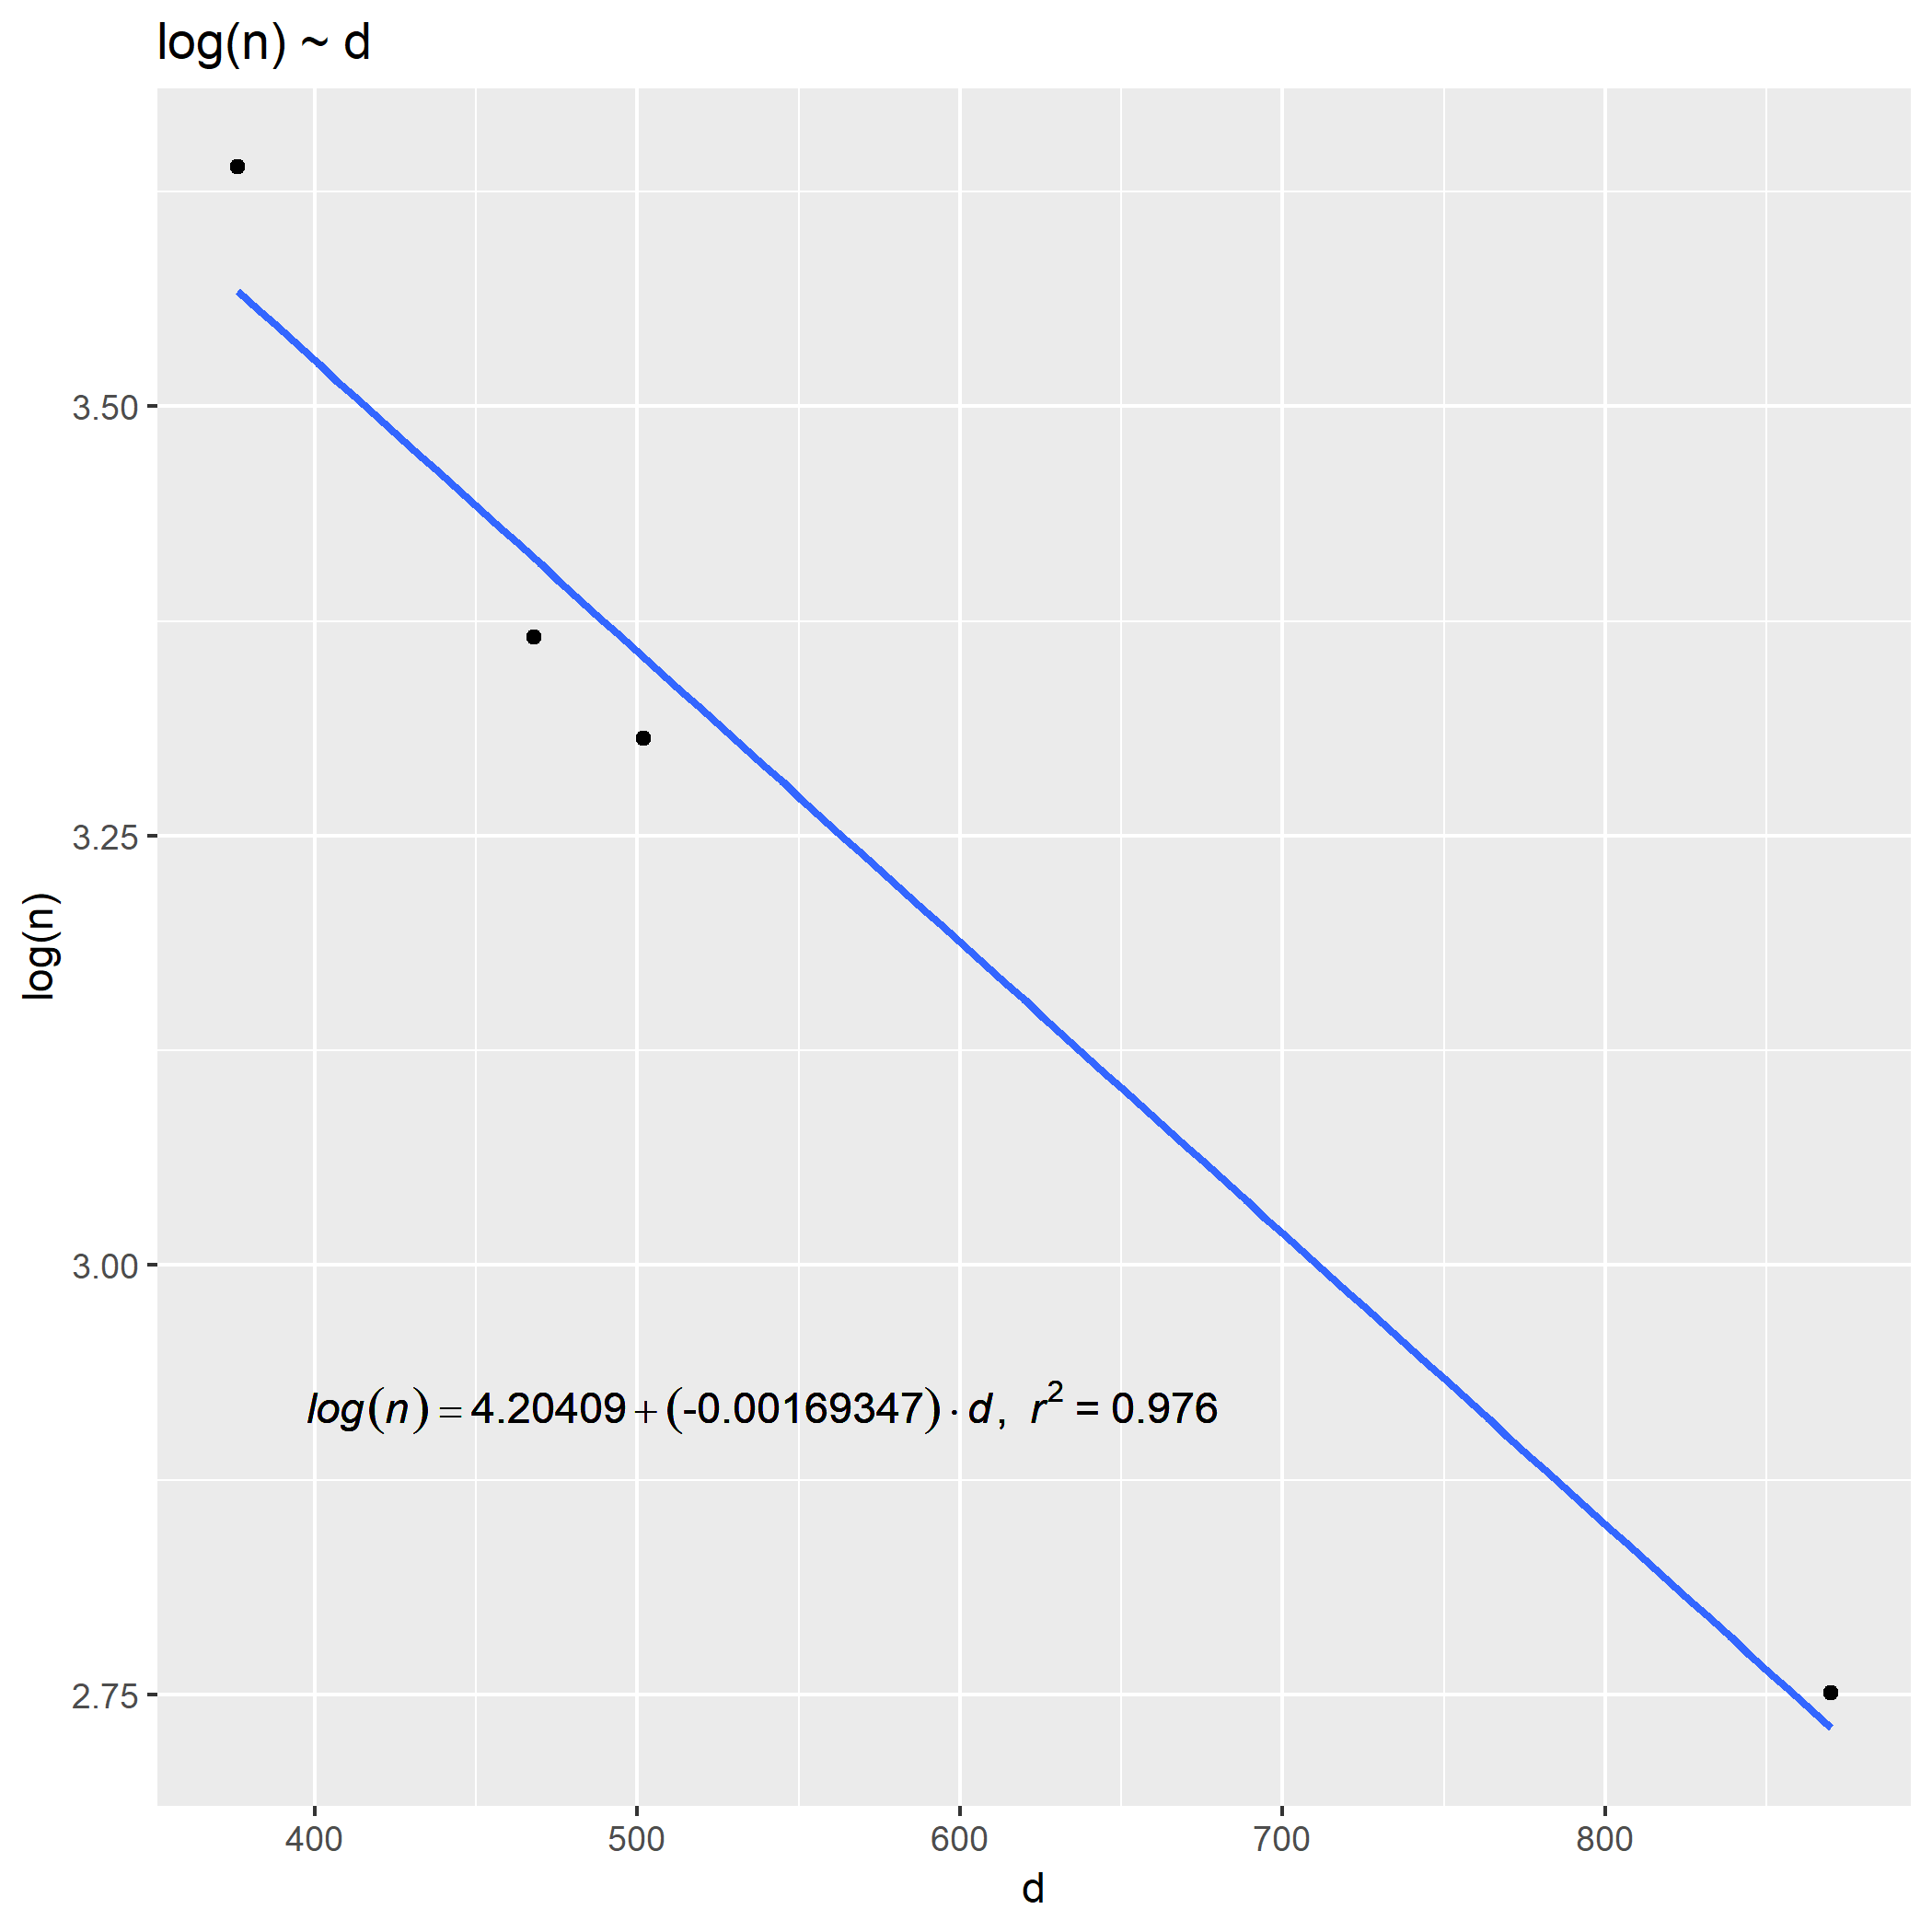 log(n) ~ d
3.50
3.25
3.00
2.75
log(n)
log(n) = 4.20409 + (-0.00169347) · d, r² = 0.976
400 500 600 700 800
d